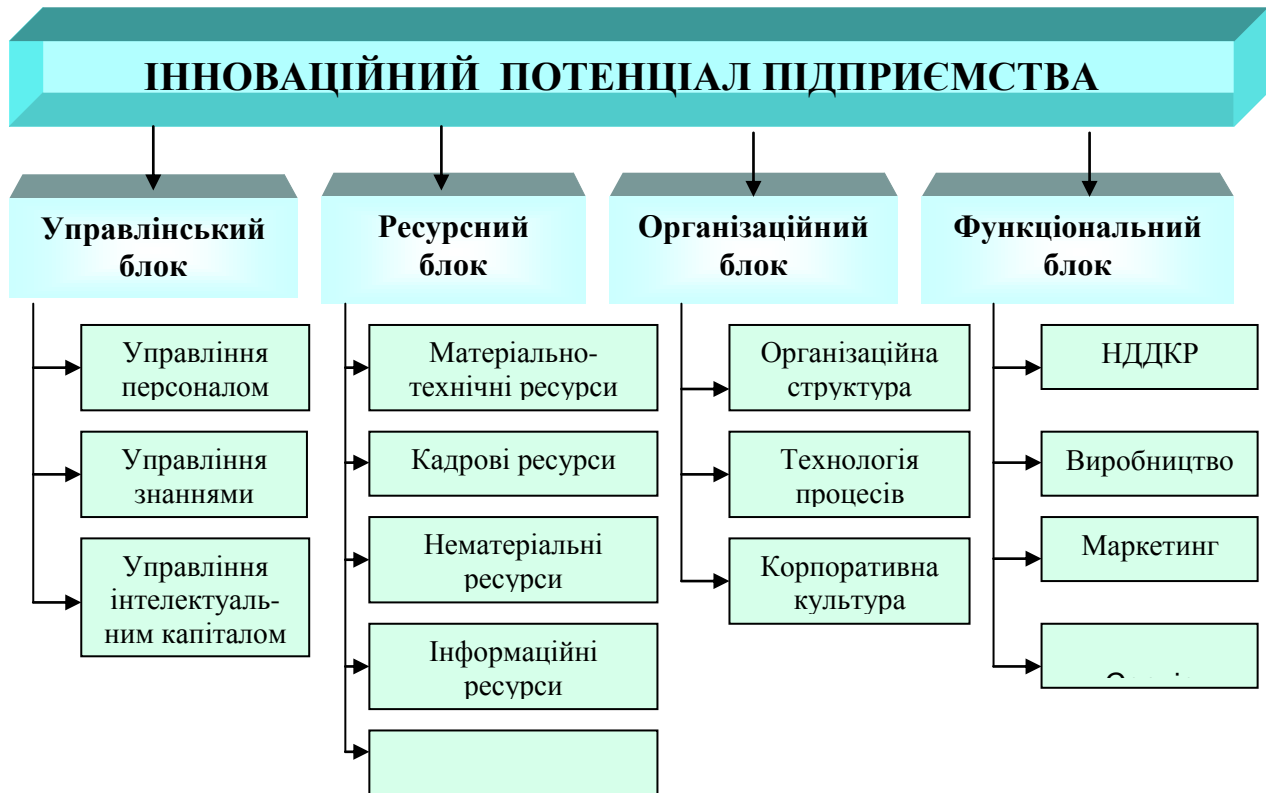 ІННОВАЦІЙНИЙ ПОТЕНЦІАЛ ПІДПРИЄМСТВА
Управлінський
блок
Управління
персоналом
Управління
знаннями
Управління
інтелектуаль-
ним капіталом
Ресурсний
блок
Матеріально-
технічні ресурси
Кадрові ресурси
Нематеріальні
ресурси
Інформаційні
ресурси
Організаційний
блок
Організаційна
структура
Технологія
процесів
Корпоративна
культура
Функціональний
блок
НДДКР
Виробництво
Маркетинг